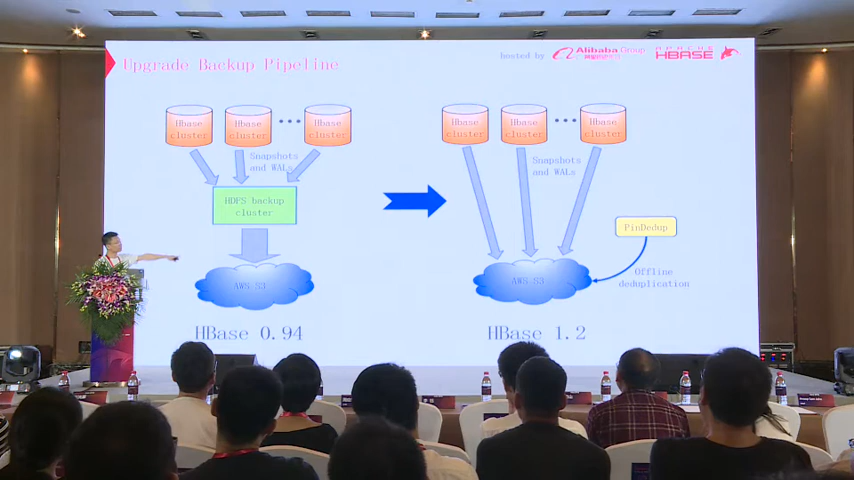 Upgrade Backup Pipeline
hosted by
Alibaba Group
APACHE
HBASE
Hbase
cluster
Hbase
cluster
Hbase
cluster
Snapshots
and WALs
HDFS backup
cluster
AWS S3
HBase 0.94
Hbase
cluster
Hbase
cluster
Hbase
cluster
Snapshots
and WALs
PinDedup
AWS S3
Offline
deduplication
HBase 1.2